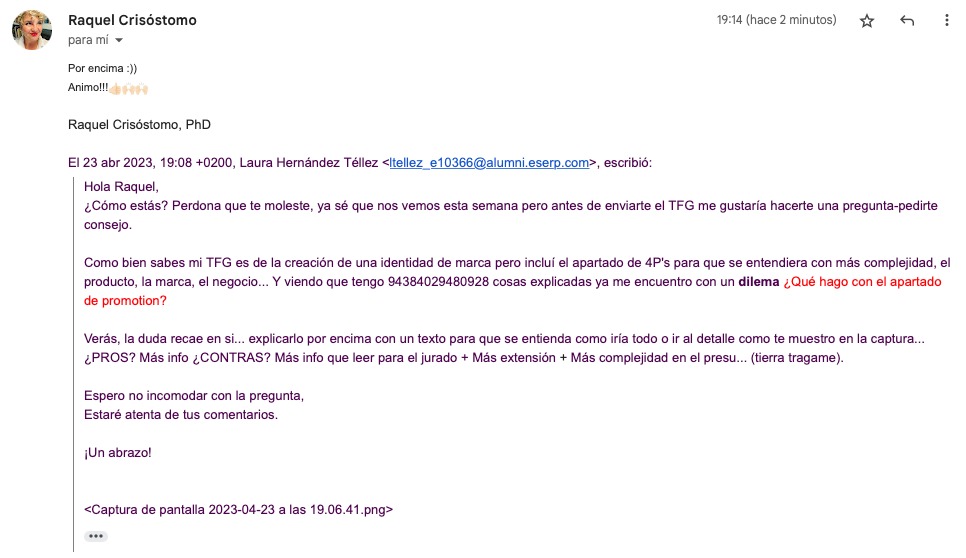 Raquel Crisóstomo
19:14 (hace 2 minutos)
para mí
Por encima :))
Animo!!!👍🏻🙌🏻🙌🏻
Raquel Crisóstomo, PhD
El 23 abr 2023, 19:08 +0200, Laura Hernández Téllez <ltellez_e10366@alumni.eserp.com>, escribió:
Hola Raquel,
¿Cómo estás? Perdona que te moleste, ya sé que nos vemos esta semana pero antes de enviarte el TFG me gustaría hacerte una pregunta-pedirte
consejo.
Como bien sabes mi TFG es de la creación de una identidad de marca pero incluí el apartado de 4P's para que se entendiera con más complejidad, el
producto, la marca, el negocio... Y viendo que tengo 94384029480928 cosas explicadas ya me encuentro con un dilema ¿Qué hago con el apartado
de promotion?
Verás, la duda recae en si... explicarlo por encima con un texto para que se entienda como iría todo o ir al detalle como te muestro en la captura...
¿PROS? Más info ¿CONTRAS? Más info que leer para el jurado + Más extensión + Más complejidad en el presu... (tierra tragame).
Espero no incomodar con la pregunta,
Estaré atenta de tus comentarios.
¡Un abrazo!
<Captura de pantalla 2023-04-23 a las 19.06.41.png>